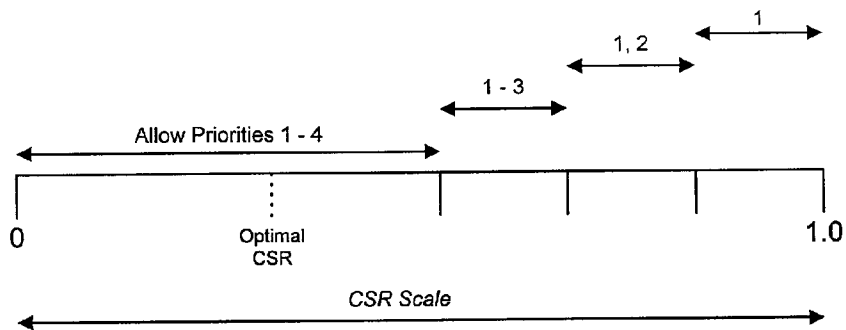 1
1, 2
1 - 3
Allow Priorities 1 - 4
0
Optimal
CSR
1.0
CSR Scale